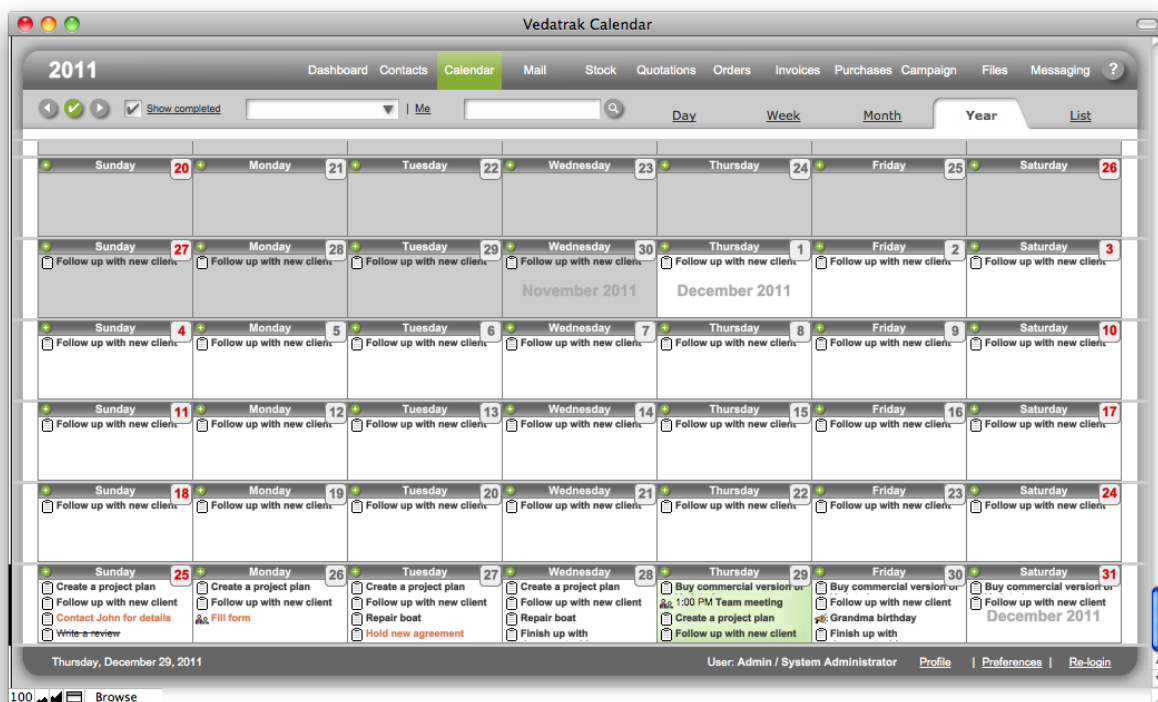 Vedatrak Calendar
2011 Dashboard Contacts Calendar Mail Stock Quotations Orders Invoices Purchases Campaign Files Messaging ?
Show completed | Me Day Week Month Year List
Sunday 20 Monday 21 Tuesday 22 Wednesday 23 Thursday 24 Friday 25 Saturday 26
Sunday 27 Monday 28 Tuesday 29 Wednesday 30 Thursday 1 Friday 2 Saturday 3
Follow up with new client Follow up with new client Follow up with new client Follow up with new client Follow up with new client Follow up with new client Follow up with new client
November 2011 December 2011
Sunday 4 Monday 5 Tuesday 6 Wednesday 7 Thursday 8 Friday 9 Saturday 10
Follow up with new client Follow up with new client Follow up with new client Follow up with new client Follow up with new client Follow up with new client Follow up with new client
Sunday 11 Monday 12 Tuesday 13 Wednesday 14 Thursday 15 Friday 16 Saturday 17
Follow up with new client Follow up with new client Follow up with new client Follow up with new client Follow up with new client Follow up with new client Follow up with new client
Sunday 18 Monday 19 Tuesday 20 Wednesday 21 Thursday 22 Friday 23 Saturday 24
Follow up with new client Follow up with new client Follow up with new client Follow up with new client Follow up with new client Follow up with new client Follow up with new client
Sunday 25 Monday 26 Tuesday 27 Wednesday 28 Thursday 29 Friday 30 Saturday 31
Create a project plan Create a project plan Create a project plan Create a project plan Buy commercial version of Buy commercial version of Buy commercial version of
Follow up with new client Follow up with new client Follow up with new client Follow up with new client 1:00 PM Team meeting Follow up with new client Follow up with new client
Contact John for details Fill form Repair boat Repair boat Create a project plan Grandma birthday December 2011
Write a review Hold new agreement Finish up with Follow up with new client Finish up with
Thursday, December 29, 2011 User: Admin / System Administrator Profile | Preferences | Re-login
100 Browse